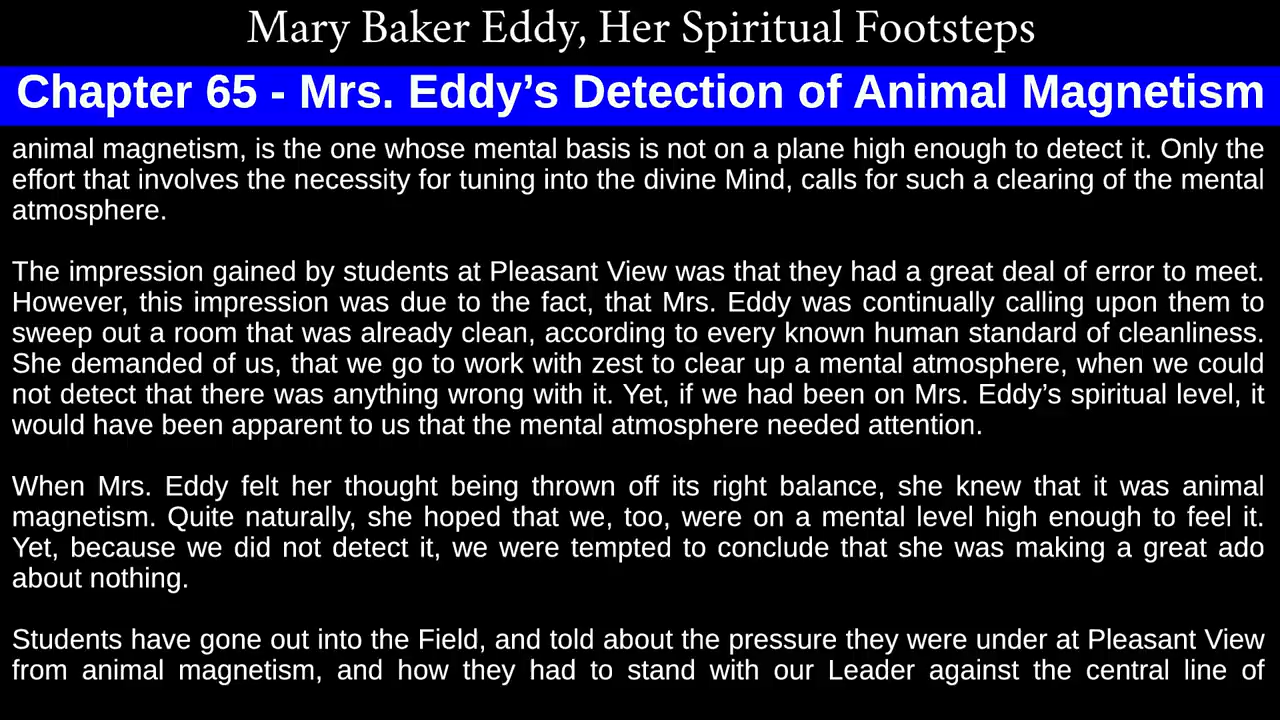 Mary Baker Eddy, Her Spiritual Footsteps
Chapter 65 - Mrs. Eddy’s Detection of Animal Magnetism
animal magnetism, is the one whose mental basis is not on a plane high enough to detect it. Only the
effort that involves the necessity for tuning into the divine Mind, calls for such a clearing of the mental
atmosphere.
The impression gained by students at Pleasant View was that they had a great deal of error to meet.
However, this impression was due to the fact, that Mrs. Eddy was continually calling upon them to
sweep out a room that was already clean, according to every known human standard of cleanliness.
She demanded of us, that we go to work with zest to clear up a mental atmosphere, when we could
not detect that there was anything wrong with it. Yet, if we had been on Mrs. Eddy’s spiritual level, it
would have been apparent to us that the mental atmosphere needed attention.
When Mrs. Eddy felt her thought being thrown off its right balance, she knew that it was animal
magnetism. Quite naturally, she hoped that we, too, were on a mental level high enough to feel it.
Yet, because we did not detect it, we were tempted to conclude that she was making a great ado
about nothing.
Students have gone out into the Field, and told about the pressure they were under at Pleasant View
from animal magnetism, and how they had to stand with our Leader against the central line of